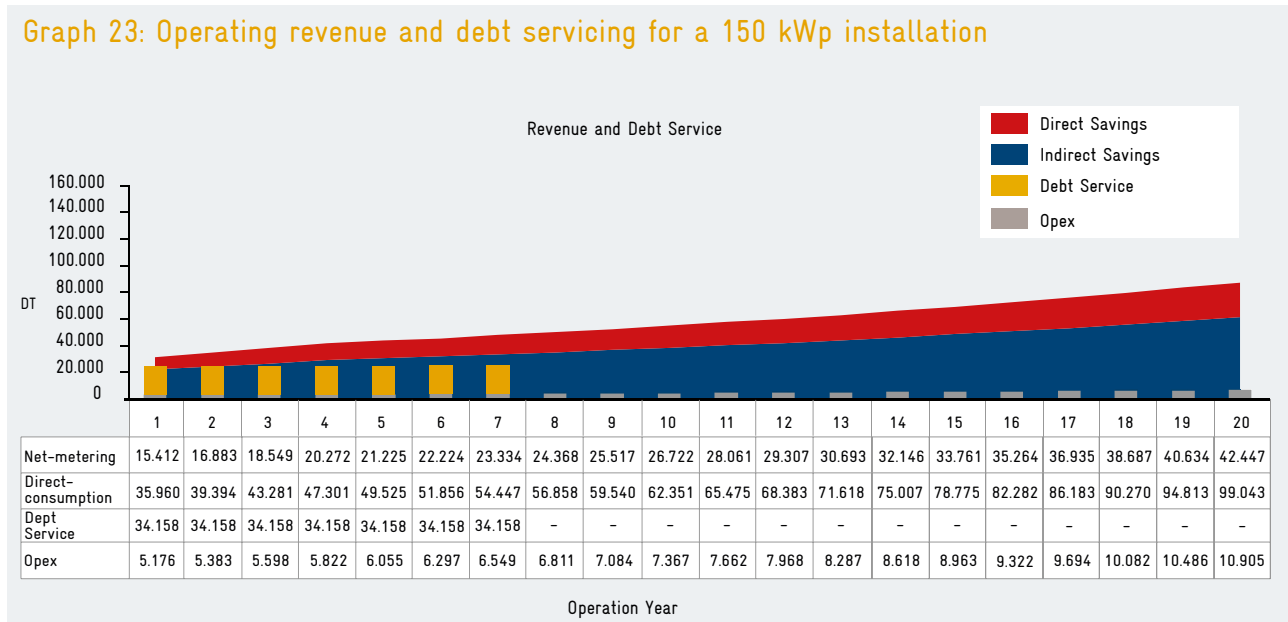 Graph 23: Operating revenue and debt servicing for a 150 kWp installation
Revenue and Debt Service
Direct Savings
Indirect Savings
Debt Service
Opex
160.000
140.000
120.000
100.000
80.000
DT
60.000
40.000
20.000
0
1 2 3 4 5 6 7 8 9 10 11 12 13 14 15 16 17 18 19 20
Net-metering 15.412 16.883 18.549 20.272 21.225 22.224 23.334 24.368 25.517 26.722 28.061 29.307 30.693 32.146 33.761 35.264 36.935 38.687 40.634 42.447
Direct-
consumption 35.960 39.394 43.281 47.301 49.525 51.856 54.447 56.858 59.540 62.351 65.475 68.383 71.618 75.007 78.775 82.282 86.183 90.270 94.813 99.043
Dept
Service 34.158 34.158 34.158 34.158 34.158 34.158 34.158 – – – – – – – – – – – – –
Opex 5.176 5.383 5.598 5.822 6.055 6.297 6.549 6.811 7.084 7.367 7.662 7.968 8.287 8.618 8.963 9.322 9.694 10.082 10.486 10.905
Operation Year